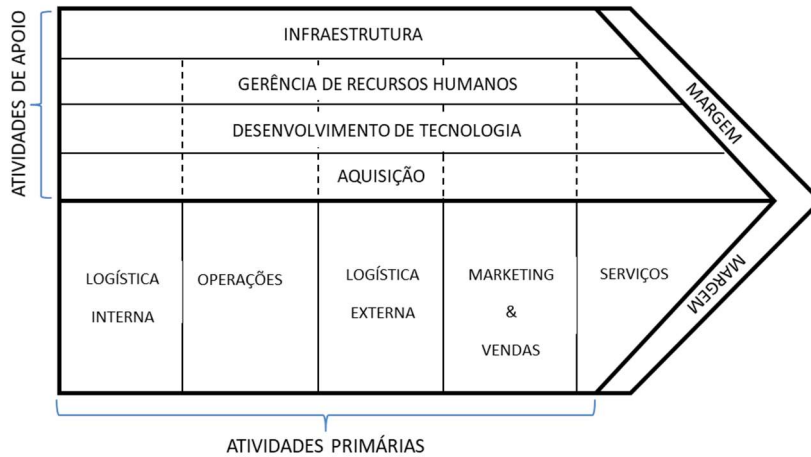 ATIVIDADES DE APOIO
INFRAESTRUTURA
GERÊNCIA DE RECURSOS HUMANOS
DESENVOLVIMENTO DE TECNOLOGIA
AQUISIÇÃO
MARGEM
LOGÍSTICA
INTERNA
OPERAÇÕES
LOGÍSTICA
EXTERNA
MARKETING
&
VENDAS
SERVIÇOS
MARGEM
ATIVIDADES PRIMÁRIAS